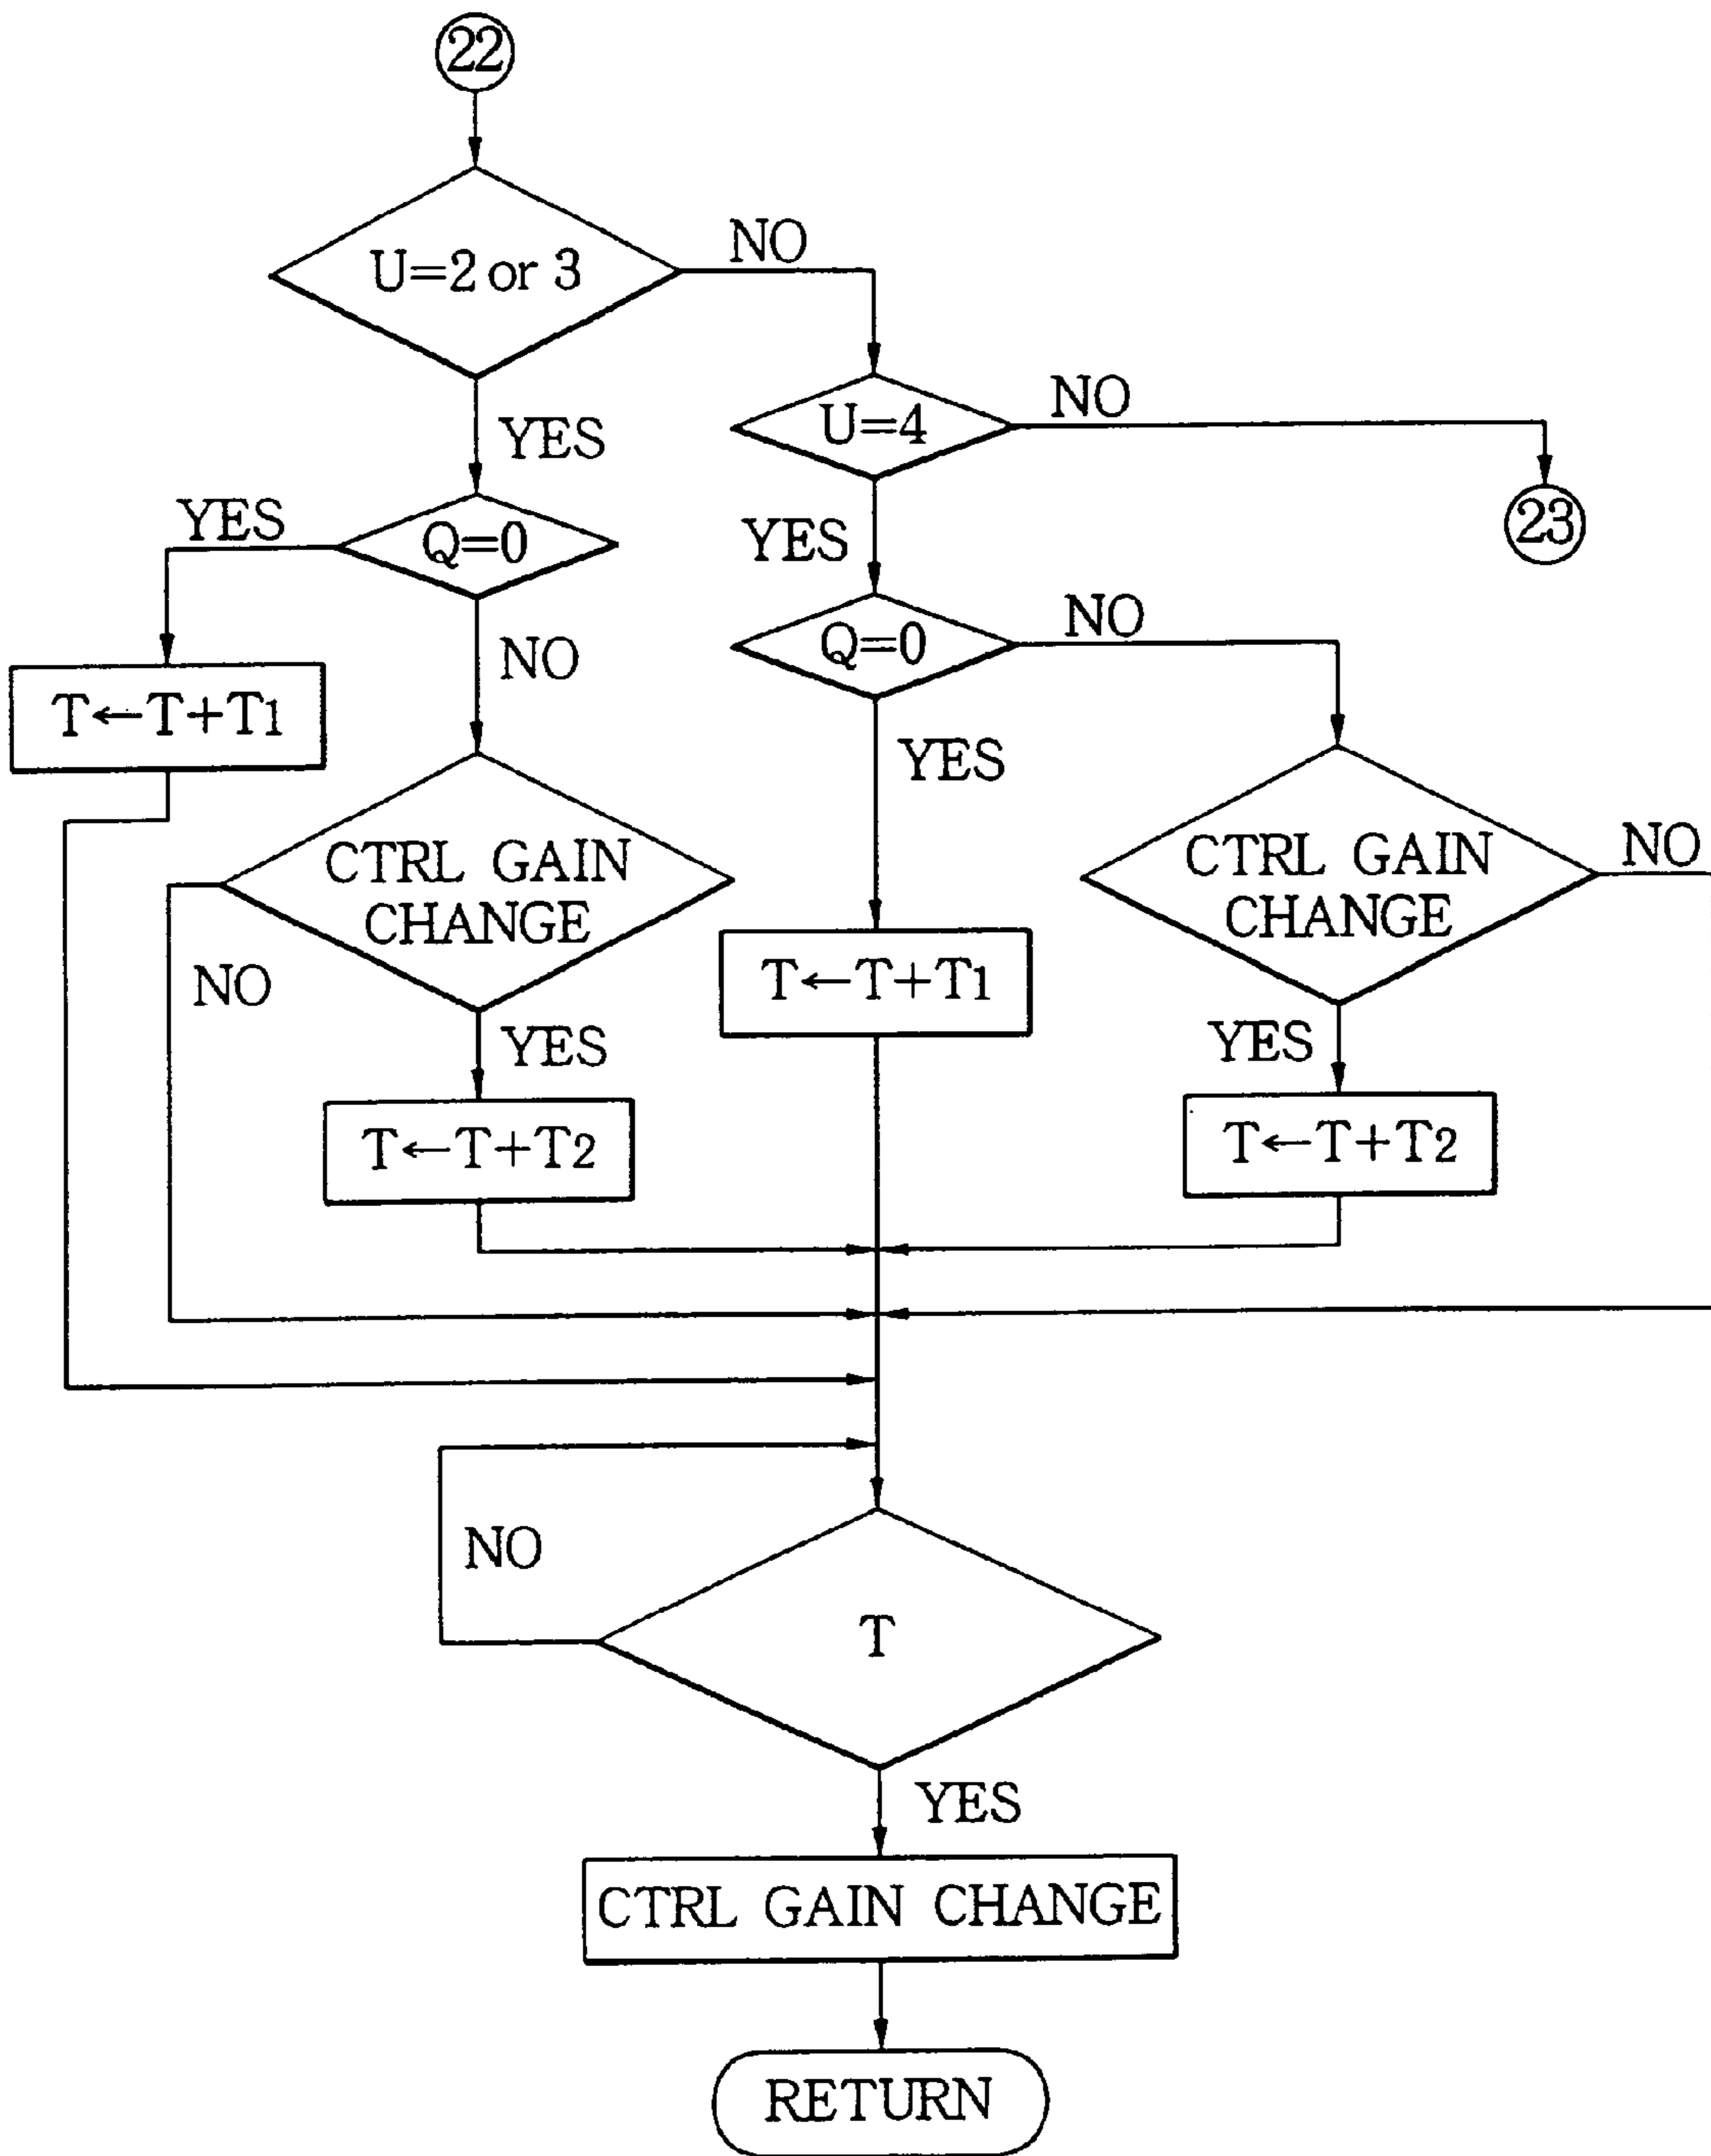 22
U=2 or 3
NO
U=4
NO
YES
23
YES
Q=0
YES
Q=0
NO
NO
T←T+T1
YES
CTRL GAIN
CHANGE
CTRL GAIN
CHANGE
NO
NO
T←T+T1
YES
YES
T←T+T2
T←T+T2
NO
T
YES
CTRL GAIN CHANGE
RETURN